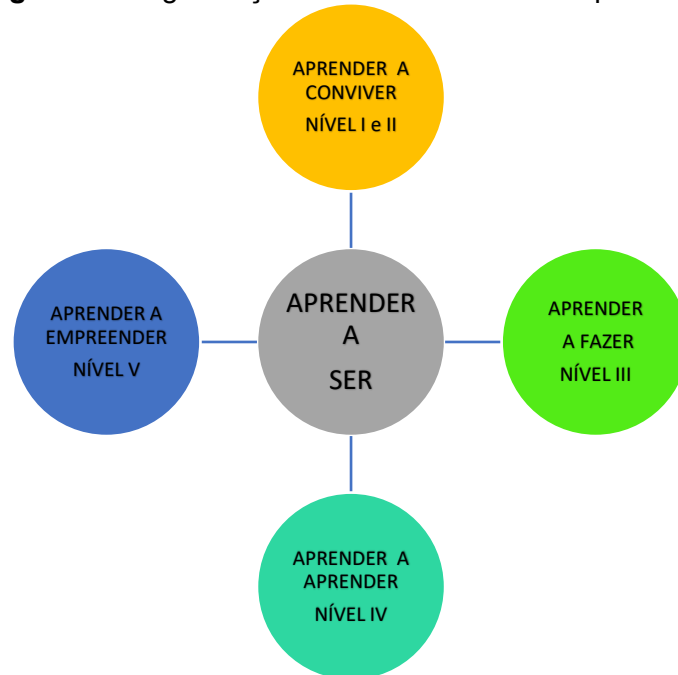 APRENDER A
CONVIVER
NÍVEL I e II
APRENDER A
EMPREENDER
NÍVEL V
APRENDER
A
SER
APRENDER
A FAZER
NÍVEL III
APRENDER A
APRENDER
NÍVEL IV